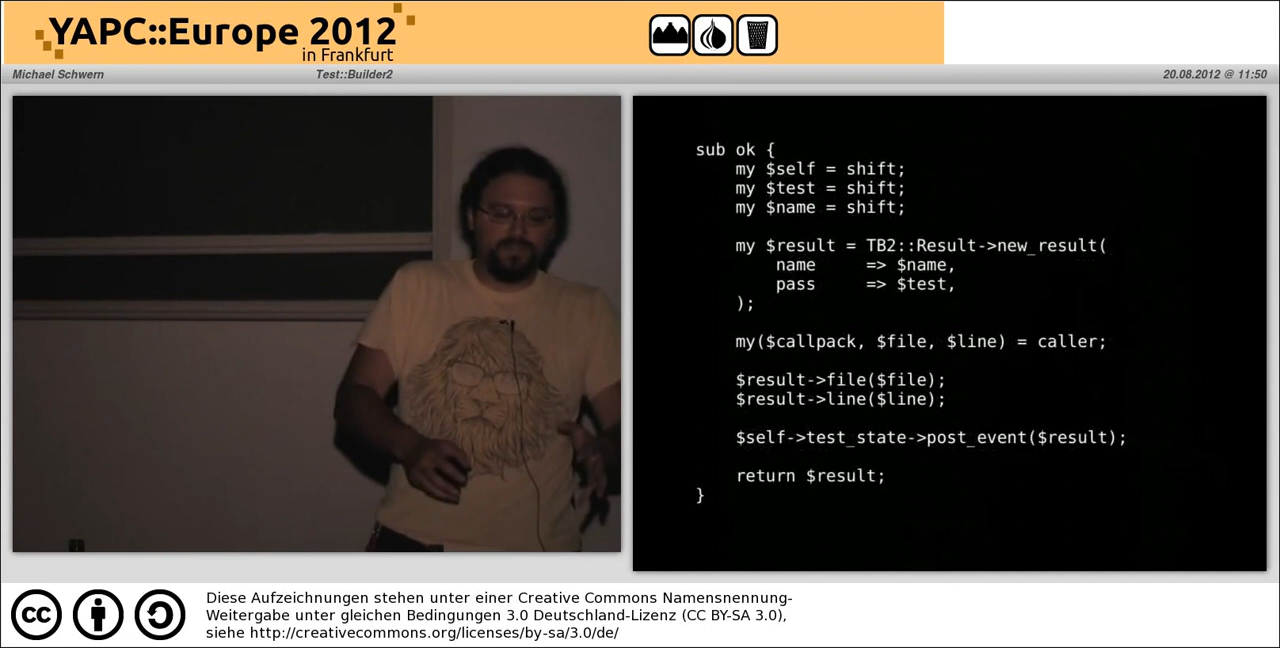 YAPC::Europe 2012
in Frankfurt
Michael Schwern
Test::Builder2
20.08.2012 @ 11:50
sub ok {
    my $self = shift;
    my $test = shift;
    my $name = shift;
    my $result = TB2::Result->new_result(
        name     => $name,
        pass     => $test,
    );
    my($callpack, $file, $line) = caller;
    $result->file($file);
    $result->line($line);
    $self->test_state->post_event($result);
    return $result;
}
cc
Diese Aufzeichnungen stehen unter einer Creative Commons Namensnennung-
Weitergabe unter gleichen Bedingungen 3.0 Deutschland-Lizenz (CC BY-SA 3.0),
siehe http://creativecommons.org/licenses/by-sa/3.0/de/